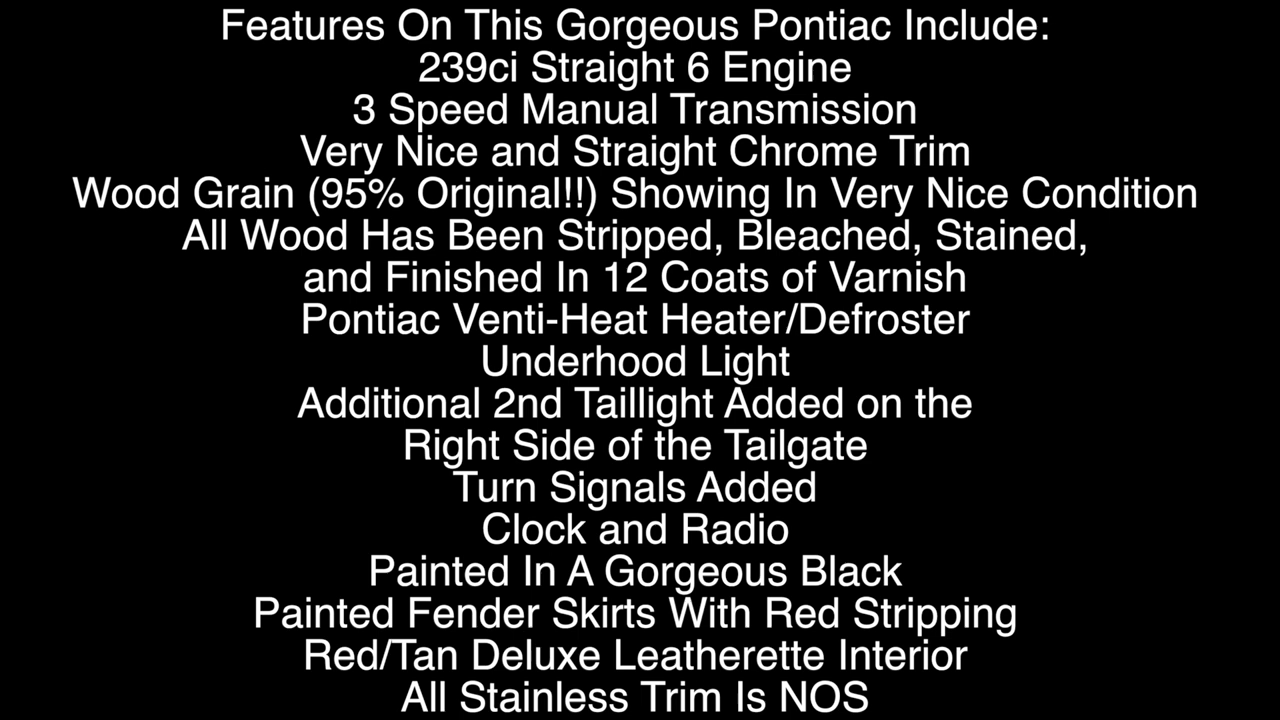 Features On This Gorgeous Pontiac Include:
239ci Straight 6 Engine
3 Speed Manual Transmission
Very Nice and Straight Chrome Trim
Wood Grain (95% Original!!) Showing In Very Nice Condition
All Wood Has Been Stripped, Bleached, Stained,
and Finished In 12 Coats of Varnish
Pontiac Venti-Heat Heater/Defroster
Underhood Light
Additional 2nd Taillight Added on the
Right Side of the Tailgate
Turn Signals Added
Clock and Radio
Painted In A Gorgeous Black
Painted Fender Skirts With Red Stripping
Red/Tan Deluxe Leatherette Interior
All Stainless Trim Is NOS